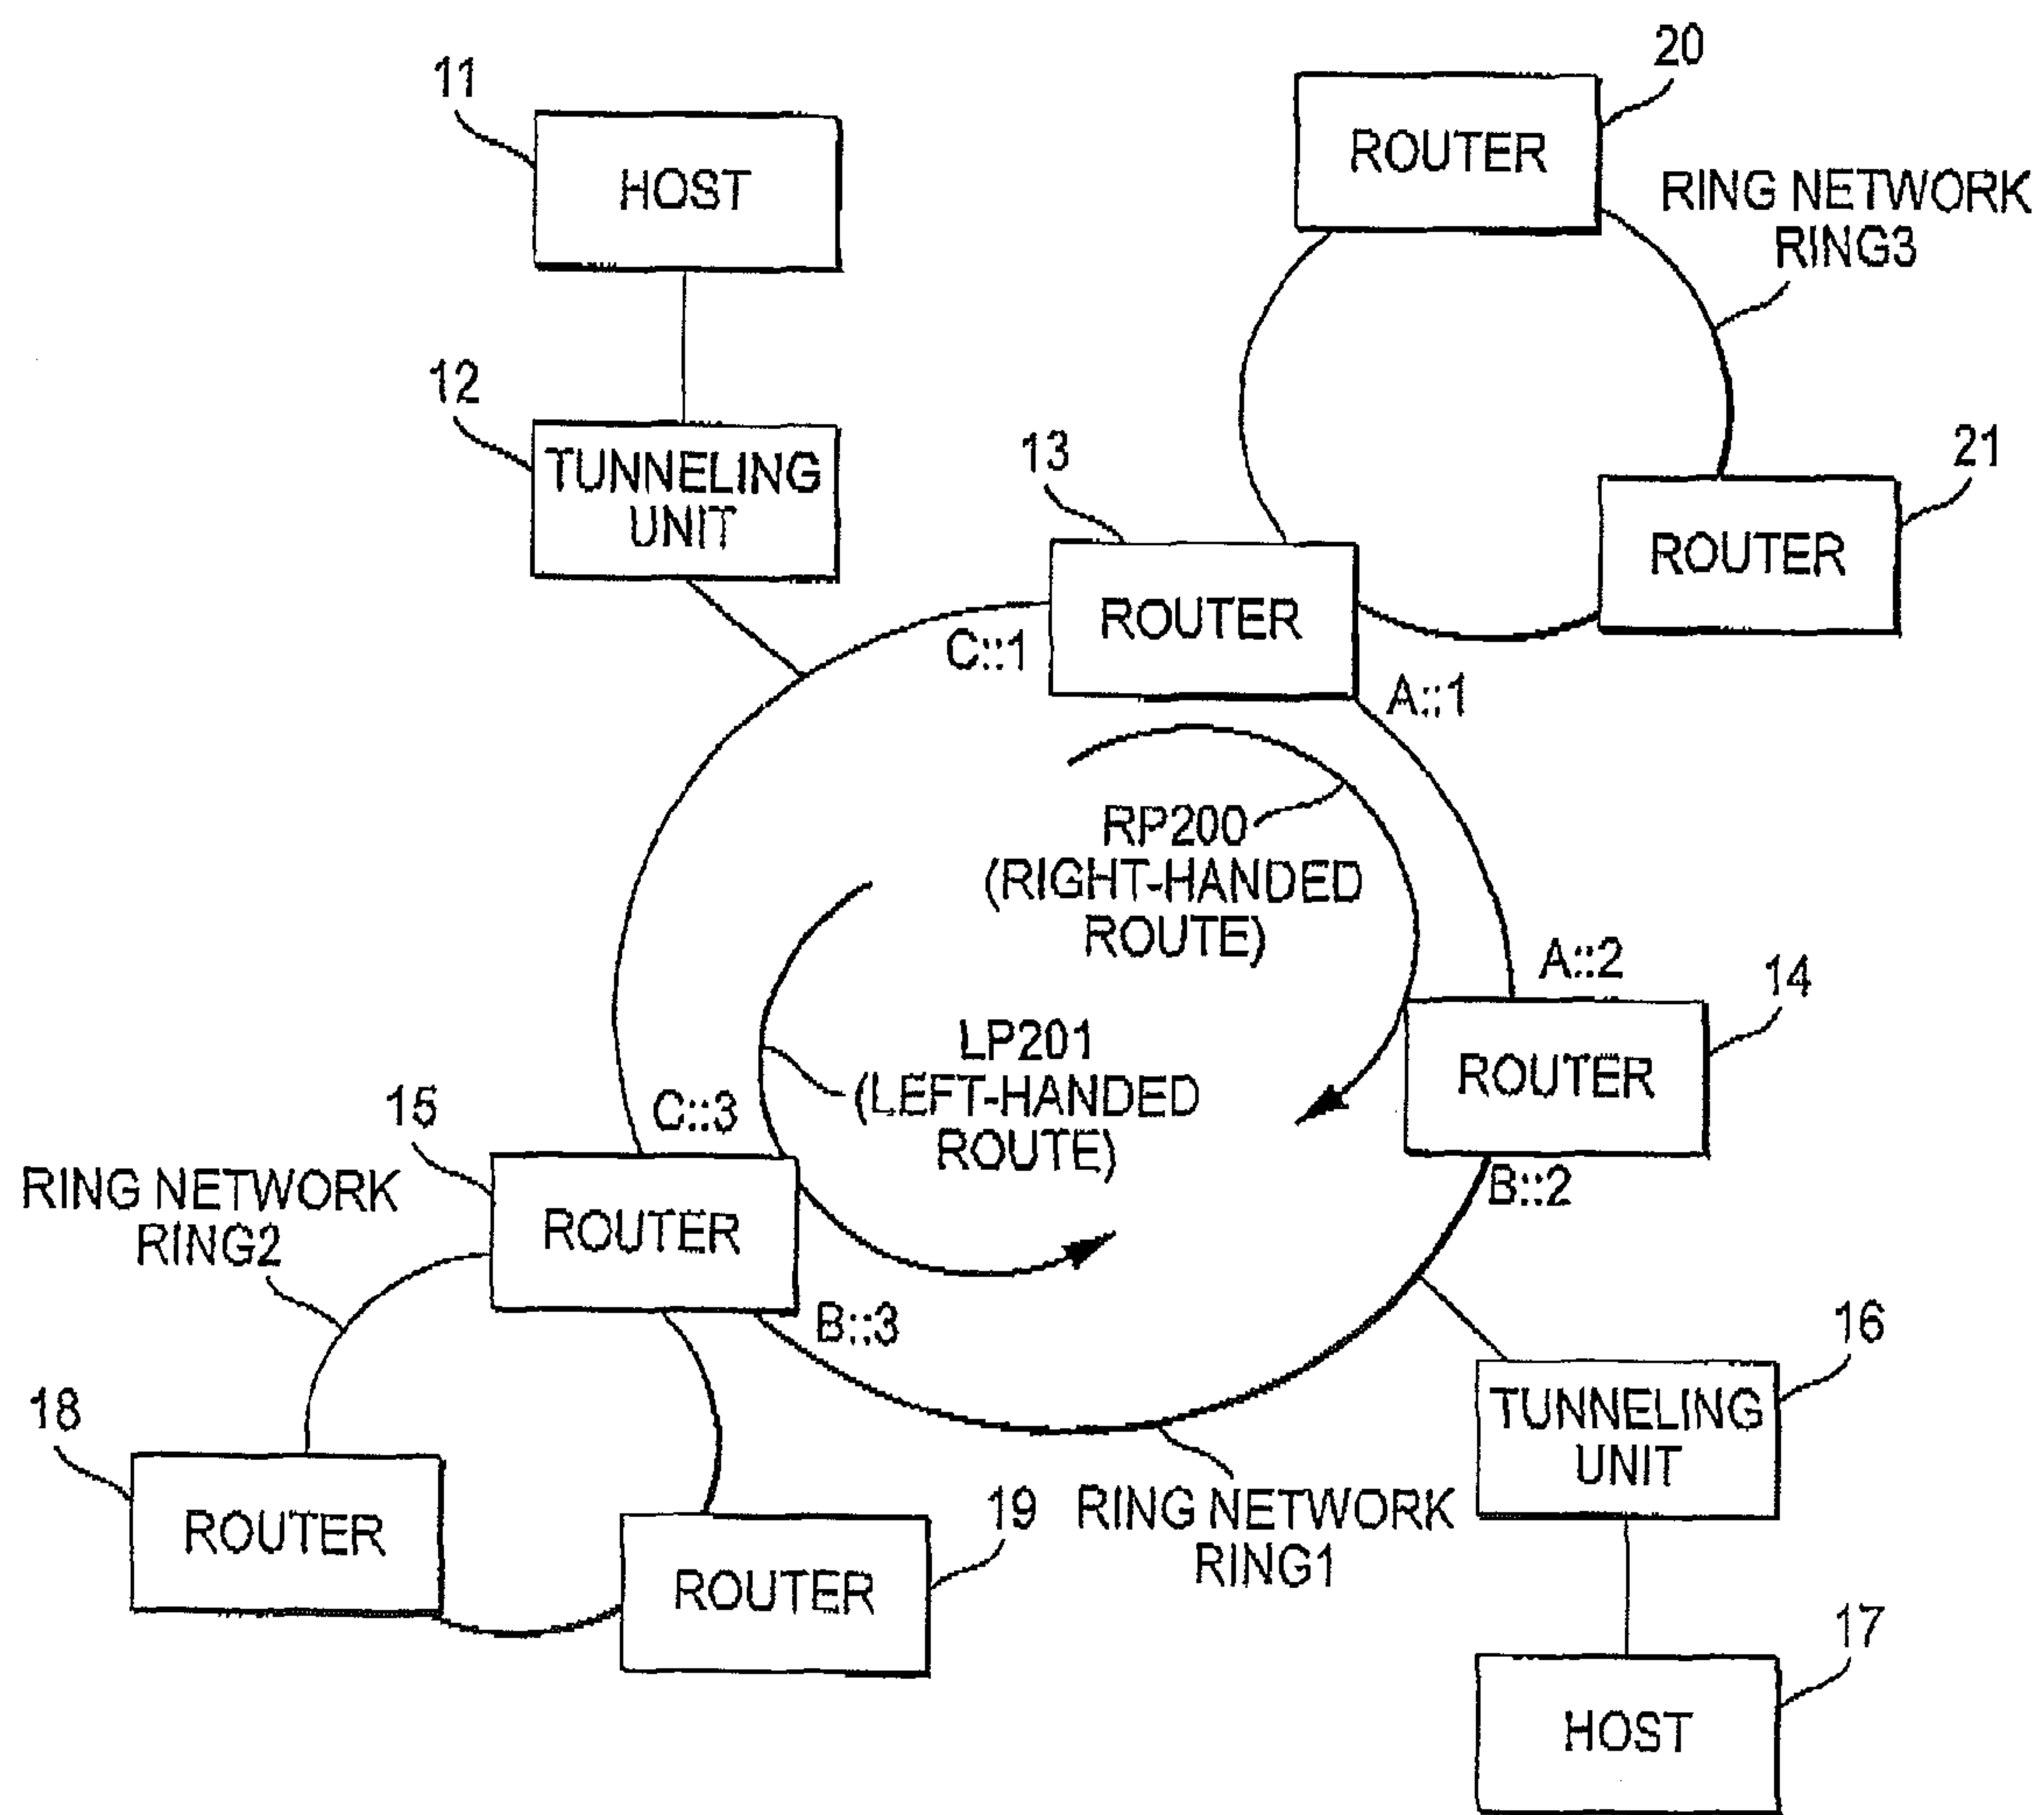 20
11
ROUTER
HOST
RING NETWORK
RING3
12
13
21
TUNNELING
UNIT
ROUTER
ROUTER
C::1
A::1
RP200
(RIGHT-HANDED
ROUTE)
A::2
14
LP201
(LEFT-HANDED
ROUTE)
ROUTER
15
C::3
RING NETWORK
RING2
B::2
ROUTER
B::3
16
18
TUNNELING
UNIT
19
RING NETWORK
RING1
ROUTER
ROUTER
17
HOST